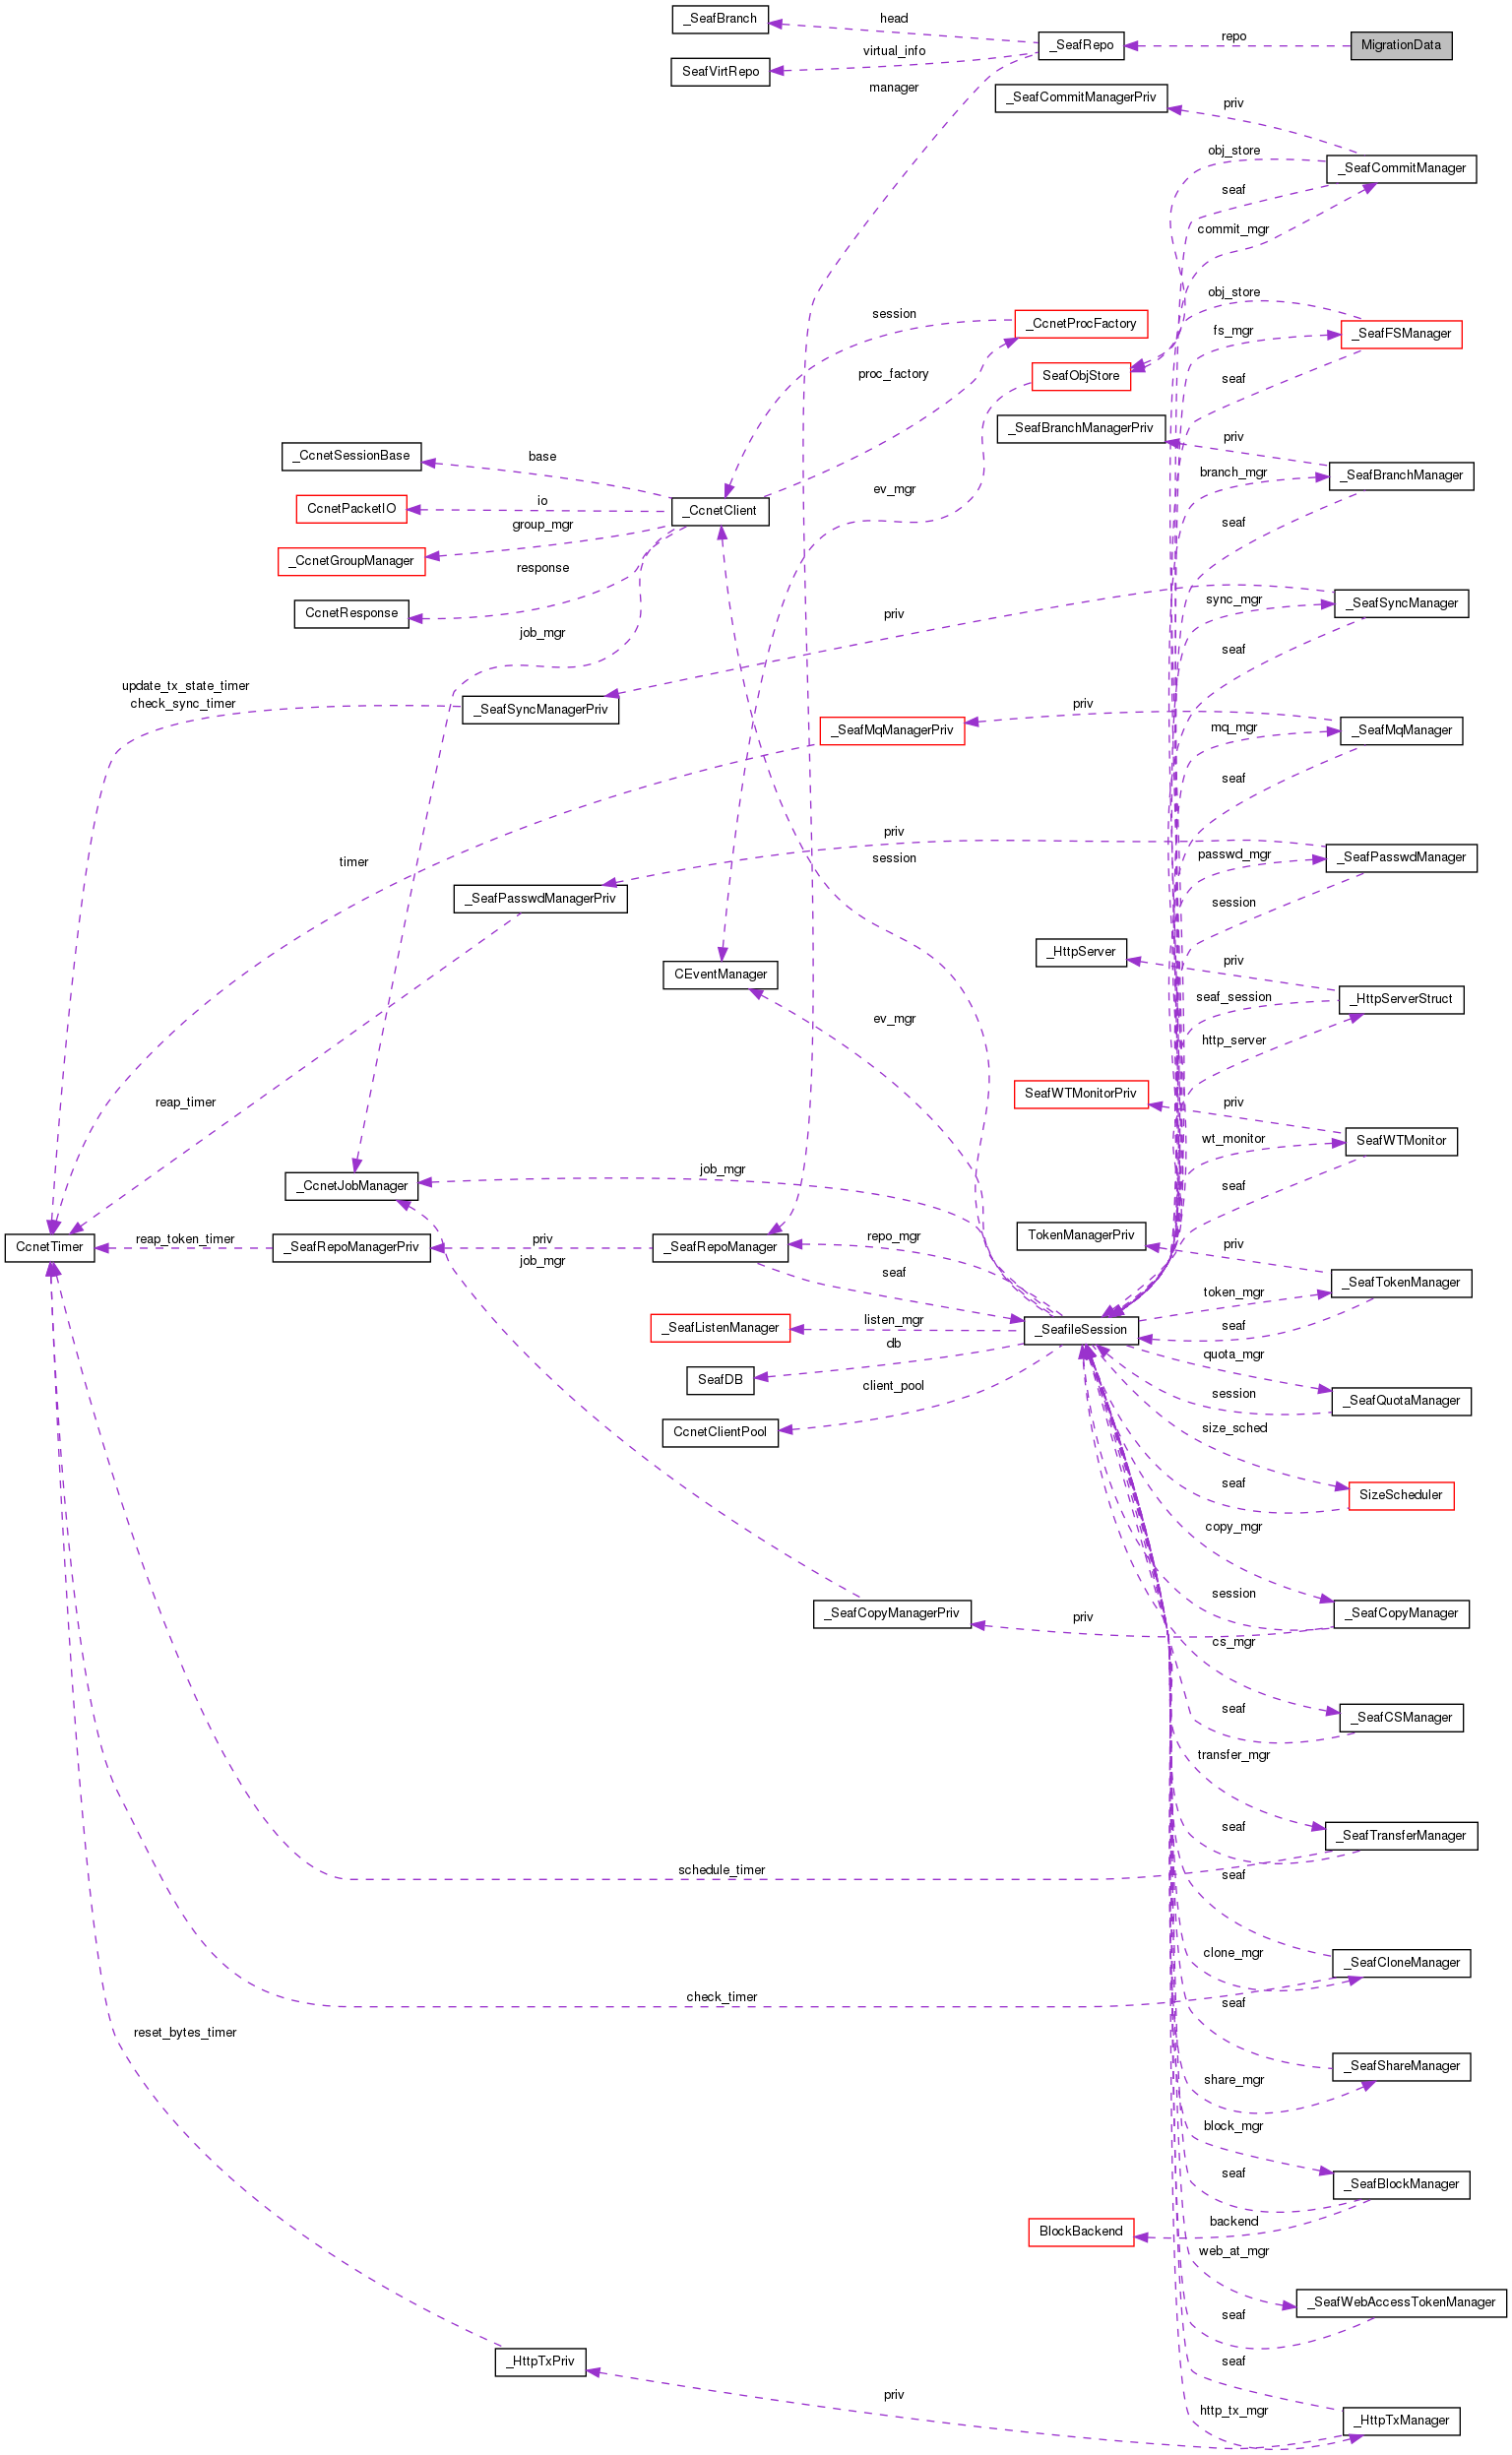 _SeafBranch
head
repo
_SeafRepo
MigrationData
virtual_info
SeafVirtRepo
manager
_SeafCommitManagerPriv
priv
obj_store
_SeafCommitManager
seaf
commit_mgr
obj_store
session
_CcnetProcFactory
fs_mgr
_SeafFSManager
proc_factory
SeafObjStore
seaf
_SeafBranchManagerPriv
priv
_CcnetSessionBase
base
branch_mgr
_SeafBranchManager
ev_mgr
io
CcnetPacketIO
_CcnetClient
group_mgr
seaf
_CcnetGroupManager
response
sync_mgr
_SeafSyncManager
CcnetResponse
priv
job_mgr
seaf
update_tx_state_timer
check_sync_timer
_SeafSyncManagerPriv
priv
_SeafMqManagerPriv
mq_mgr
_SeafMqManager
seaf
priv
timer
session
passwd_mgr
_SeafPasswdManager
_SeafPasswdManagerPriv
session
_HttpServer
priv
CEventManager
seaf_session
_HttpServerStruct
ev_mgr
http_server
SeafWTMonitorPriv
reap_timer
priv
wt_monitor
SeafWTMonitor
job_mgr
_CcnetJobManager
seaf
TokenManagerPriv
repo_mgr
reap_token_timer
priv
priv
CcnetTimer
_SeafRepoManagerPriv
_SeafRepoManager
job_mgr
seaf
token_mgr
_SeafTokenManager
listen_mgr
_SeafListenManager
_SeafileSession
seaf
db
quota_mgr
SeafDB
client_pool
session
_SeafQuotaManager
CcnetClientPool
size_sched
seaf
SizeScheduler
copy_mgr
session
_SeafCopyManagerPriv
priv
_SeafCopyManager
cs_mgr
seaf
_SeafCSManager
transfer_mgr
seaf
_SeafTransferManager
schedule_timer
seaf
clone_mgr
_SeafCloneManager
check_timer
seaf
reset_bytes_timer
share_mgr
_SeafShareManager
block_mgr
seaf
_SeafBlockManager
backend
BlockBackend
web_at_mgr
_SeafWebAccessTokenManager
seaf
_HttpTxPriv
seaf
priv
http_tx_mgr
_HttpTxManager